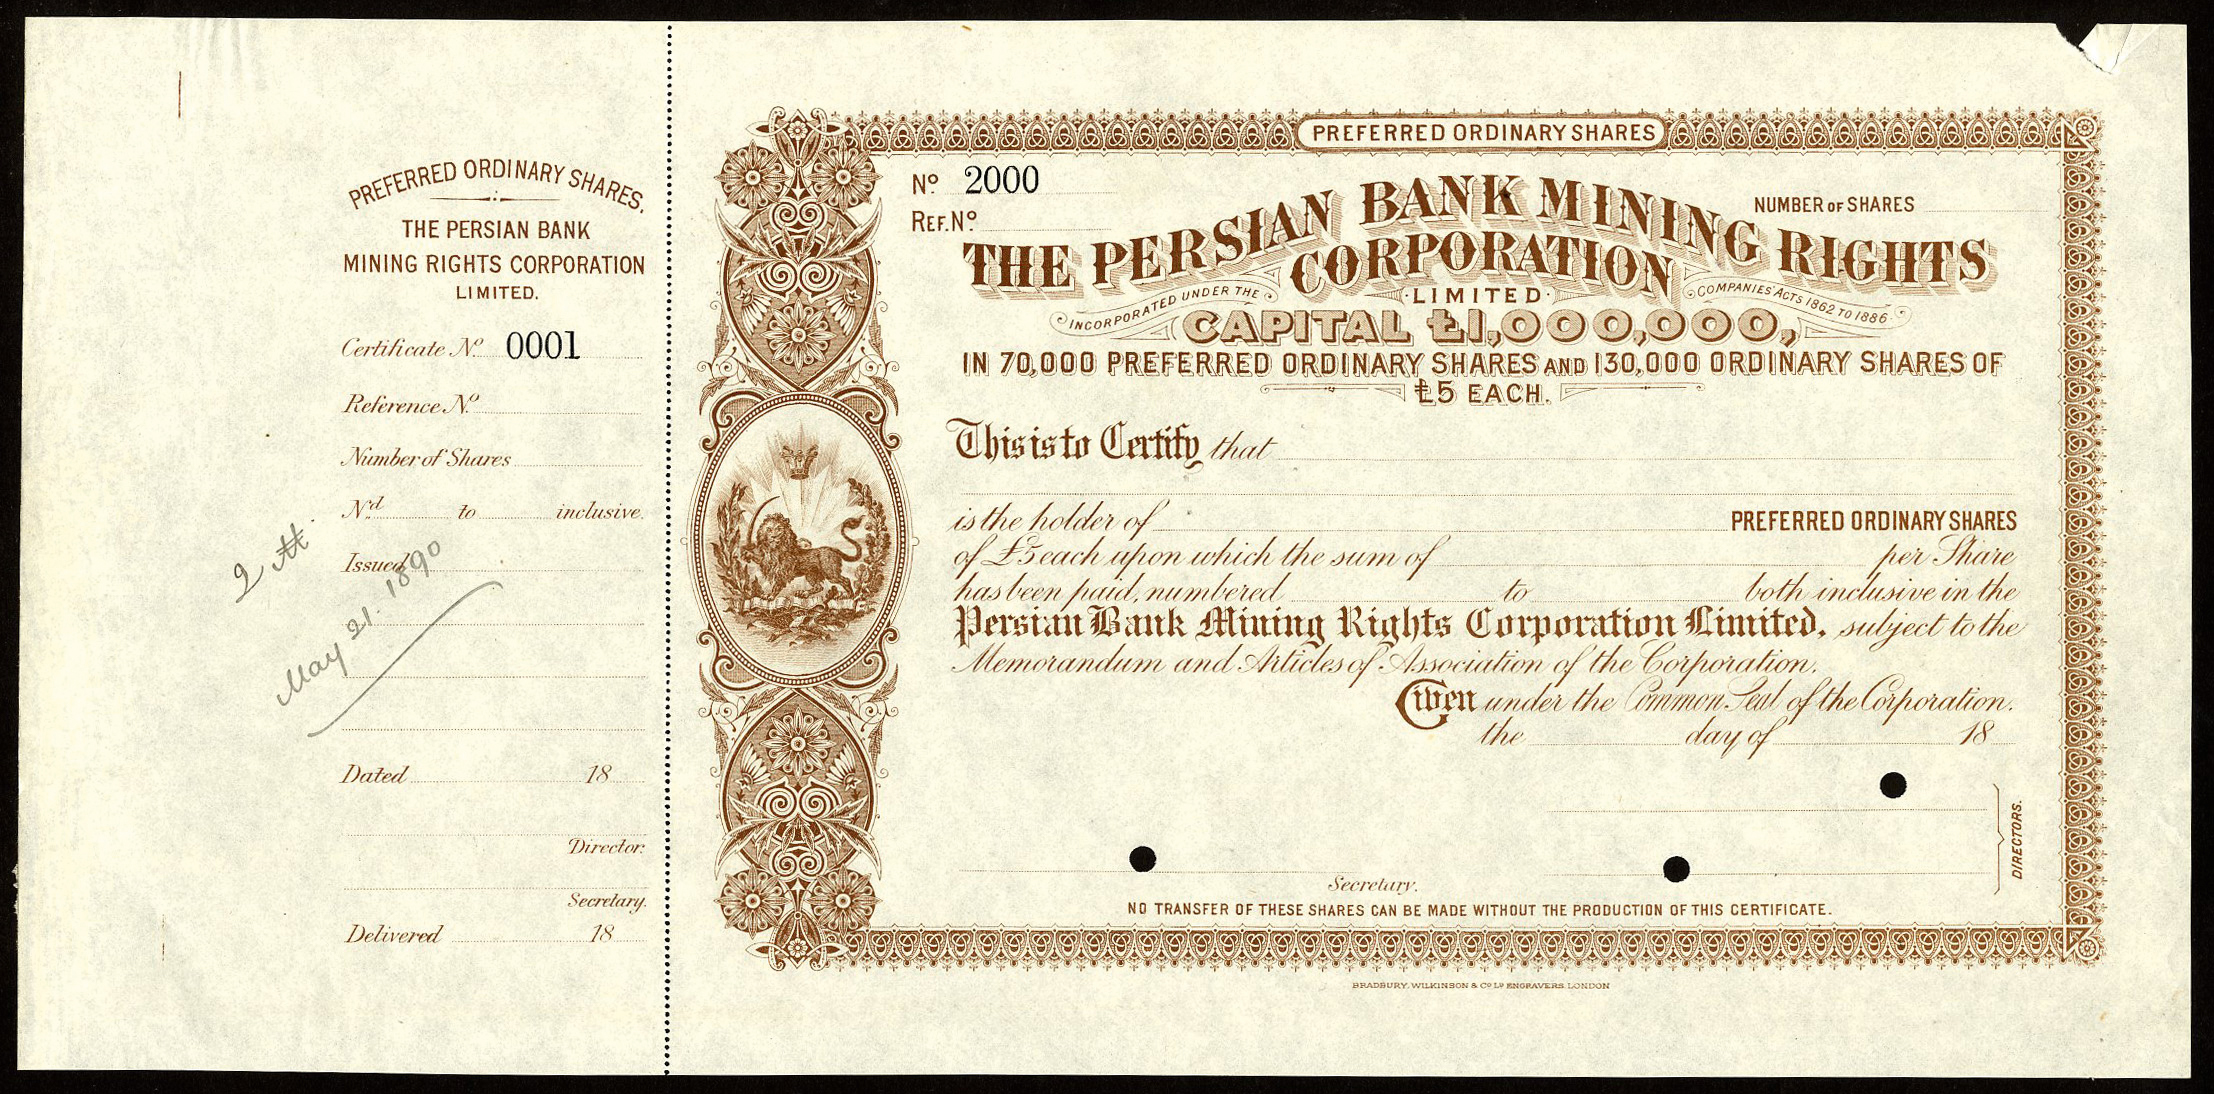 PREFERRED ORDINARY SHARES.
THE PERSIAN BANK
MINING RIGHTS CORPORATION
LIMITED.
Certificate No. 0001
Reference No.
Number of Shares
Nd. to inclusive.
Issued
May 21. 1890
Dated 18
Director.
Secretary.
Delivered 18
PREFERRED ORDINARY SHARES
No. 2000
REF. No.
NUMBER OF SHARES
THE PERSIAN BANK MINING RIGHTS
CORPORATION
LIMITED
INCORPORATED UNDER THE COMPANIES' ACTS 1862 TO 1886
CAPITAL £1,000,000,
IN 70,000 PREFERRED ORDINARY SHARES AND 130,000 ORDINARY SHARES OF
£5 EACH.
This is to Certify that
is the holder of PREFERRED ORDINARY SHARES
of £5 each upon which the sum of per Share
has been paid, numbered to both inclusive in the
Persian Bank Mining Rights Corporation Limited, subject to the
Memorandum and Articles of Association of the Corporation.
Given under the Common Seal of the Corporation.
the day of 18
DIRECTORS.
Secretary.
NO TRANSFER OF THESE SHARES CAN BE MADE WITHOUT THE PRODUCTION OF THIS CERTIFICATE.
BRADBURY, WILKINSON & Co. Ld. ENGRAVERS, LONDON